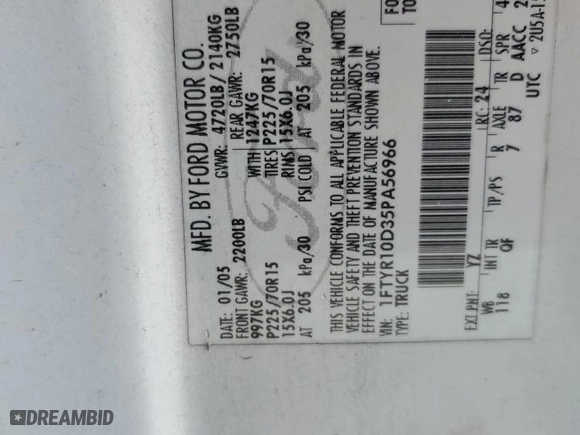 MFD. BY FORD MOTOR CO.
DATE: 01/05 GVWR: 4720LB / 2140KG
FRONT GAWR: 2200LB REAR GAWR: 2750LB
997KG WITH 1247KG
P225/70R15 TIRES P225/70R15
15X6.0J RIMS 15X6.0J
AT 205 kPa/30 PSI COLD AT 205 kPa/30
THIS VEHICLE CONFORMS TO ALL APPLICABLE FEDERAL MOTOR
VEHICLE SAFETY AND THEFT PREVENTION STANDARDS IN
EFFECT ON THE DATE OF MANUFACTURE SHOWN ABOVE.
VIN: 1FTYR10D35PA56966
TYPE: TRUCK
EXT PNT: YZ RC: 24 DSO:
WB INT TR TP/PS R AXLE TR SPR
118 QF 7 87 D AACC
UTC
Ford
DREAMBID